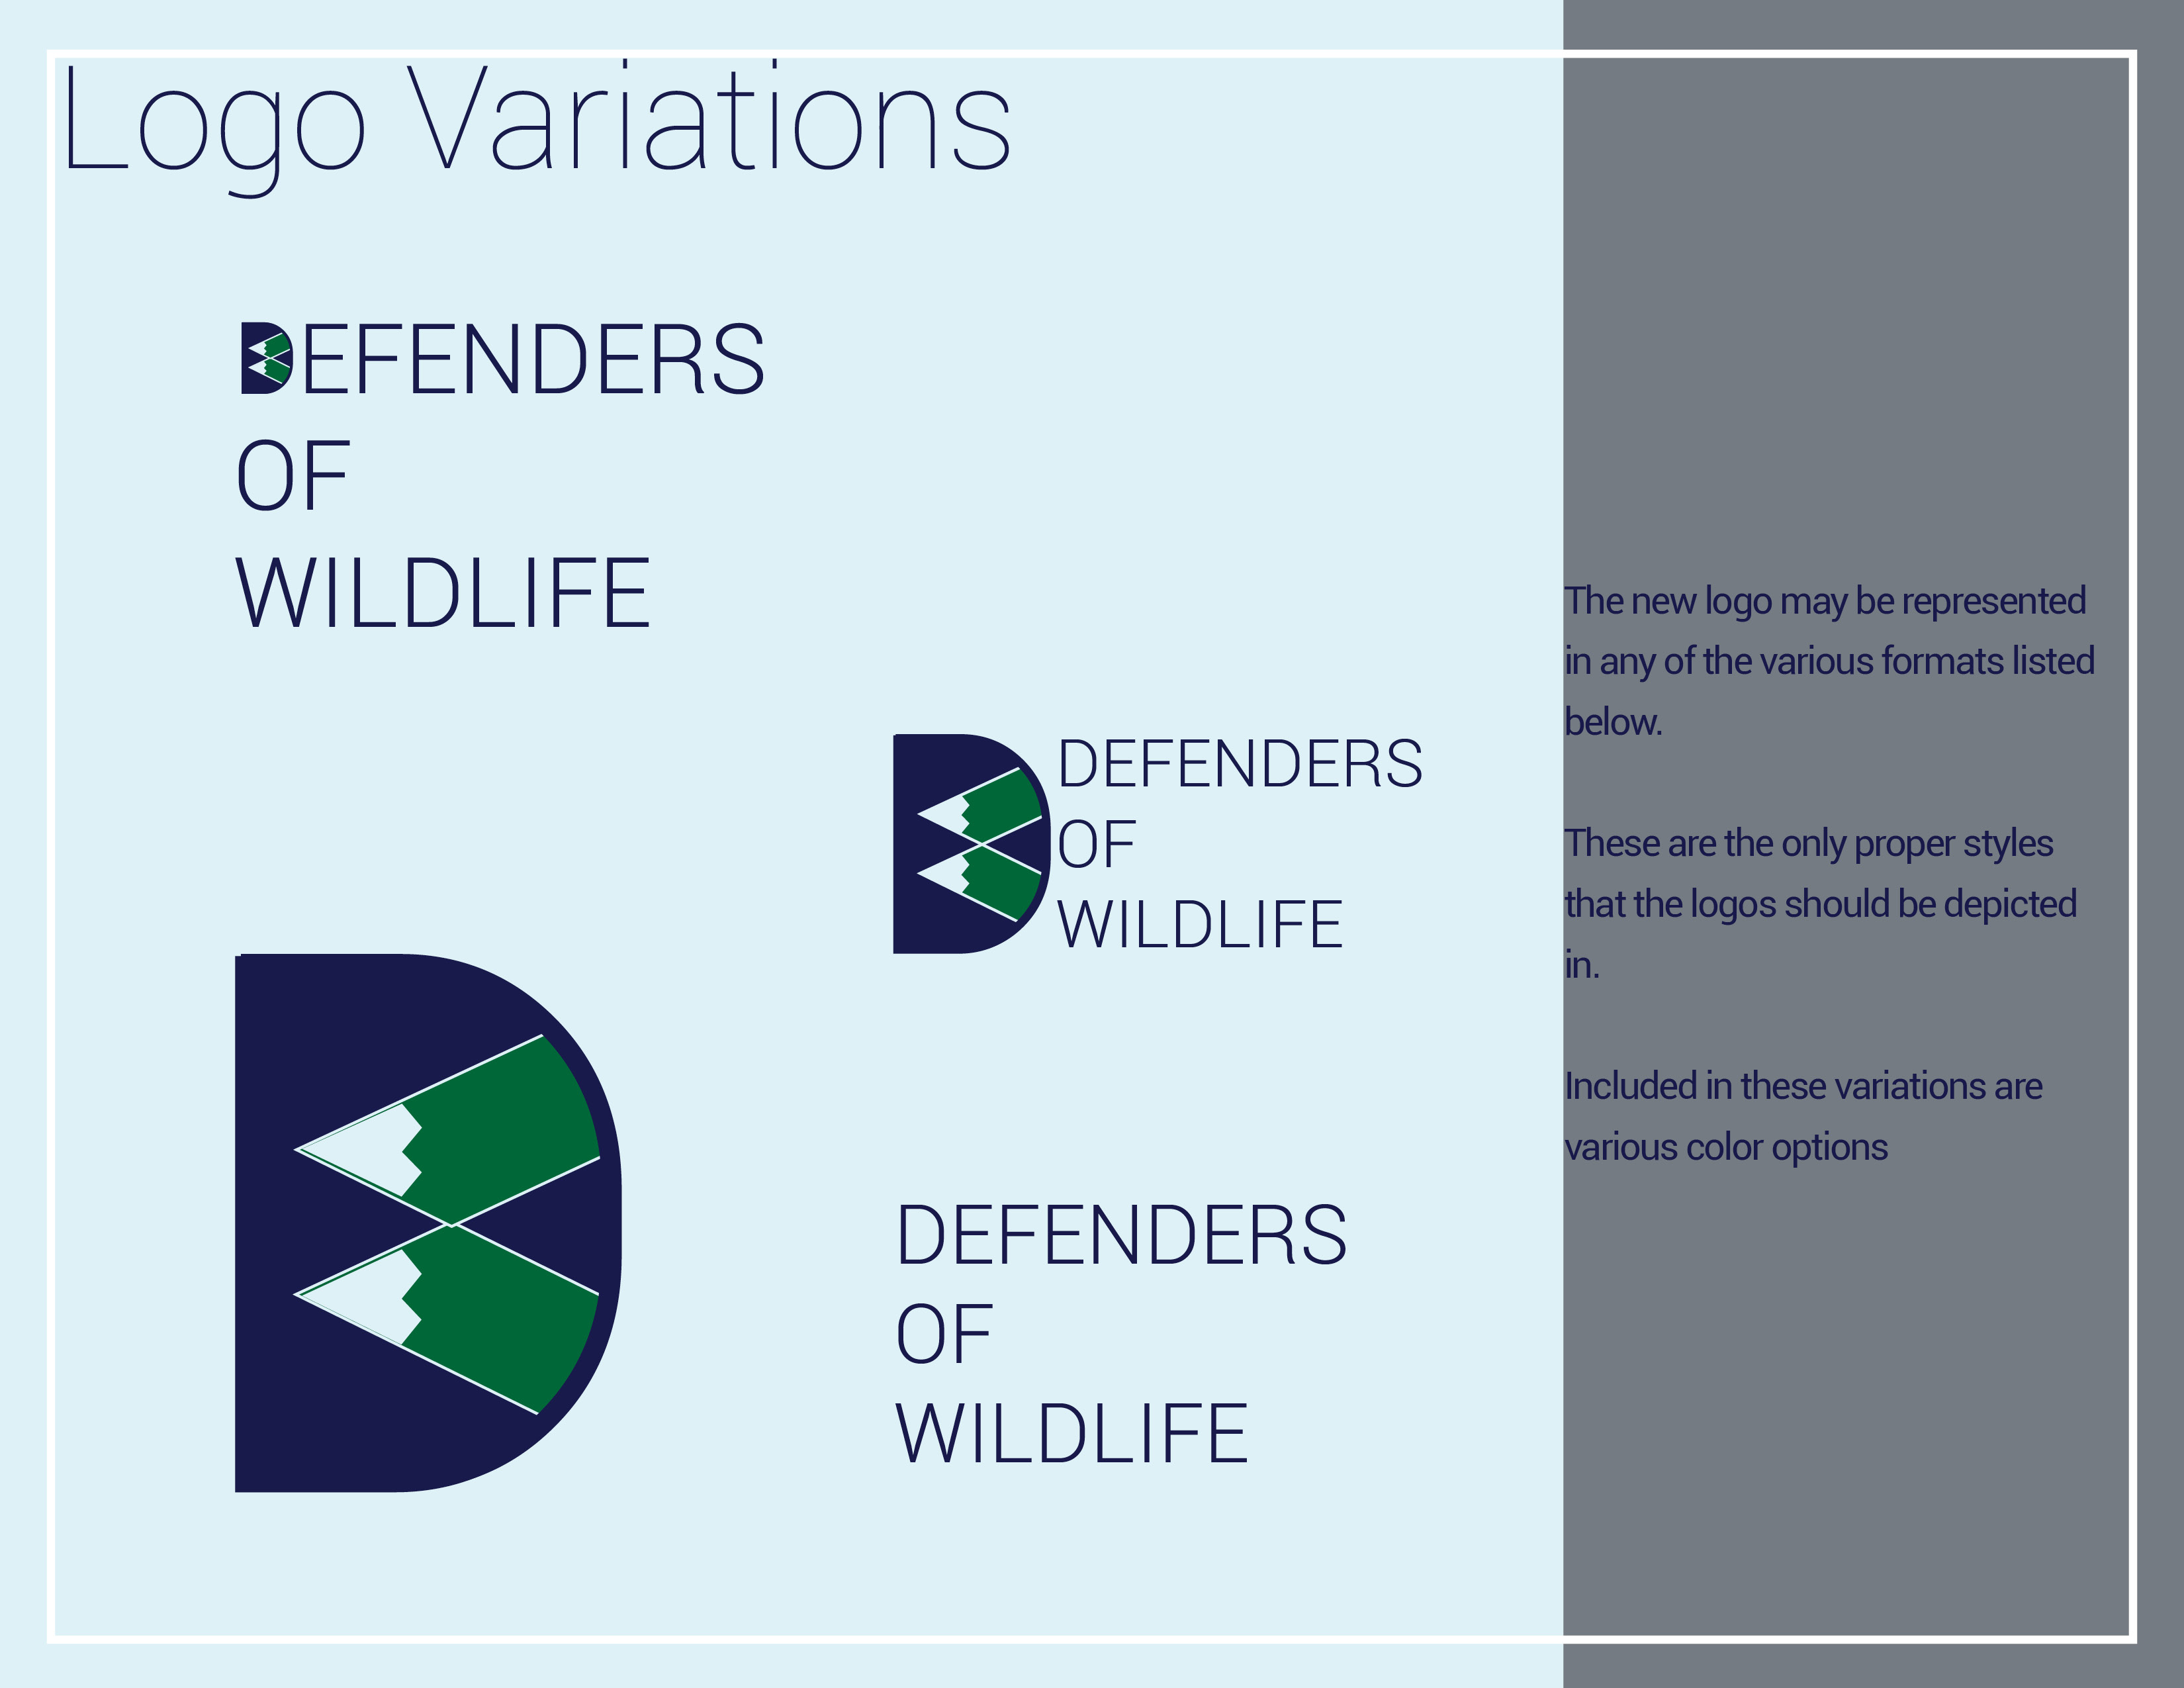 Logo Variations
DEFENDERS
OF
WILDLIFE
DEFENDERS
OF
WILDLIFE
DEFENDERS
OF
WILDLIFE
The new logo may be represented
in any of the various formats listed
below.
These are the only proper styles
that the logos should be depicted
in.
Included in these variations are
various color options